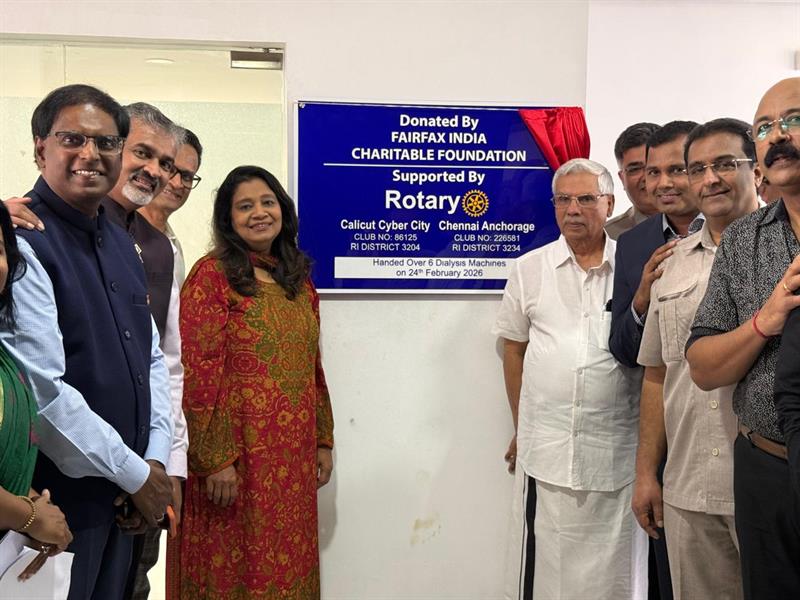 Donated By
FAIRFAX INDIA
CHARITABLE FOUNDATION
Supported By
Rotary
Calicut Cyber City Chennai Anchorage
CLUB NO: 86125 CLUB NO: 226581
RI DISTRICT 3204 RI DISTRICT 3234
Handed Over 6 Dialysis Machines
on 24th February 2026